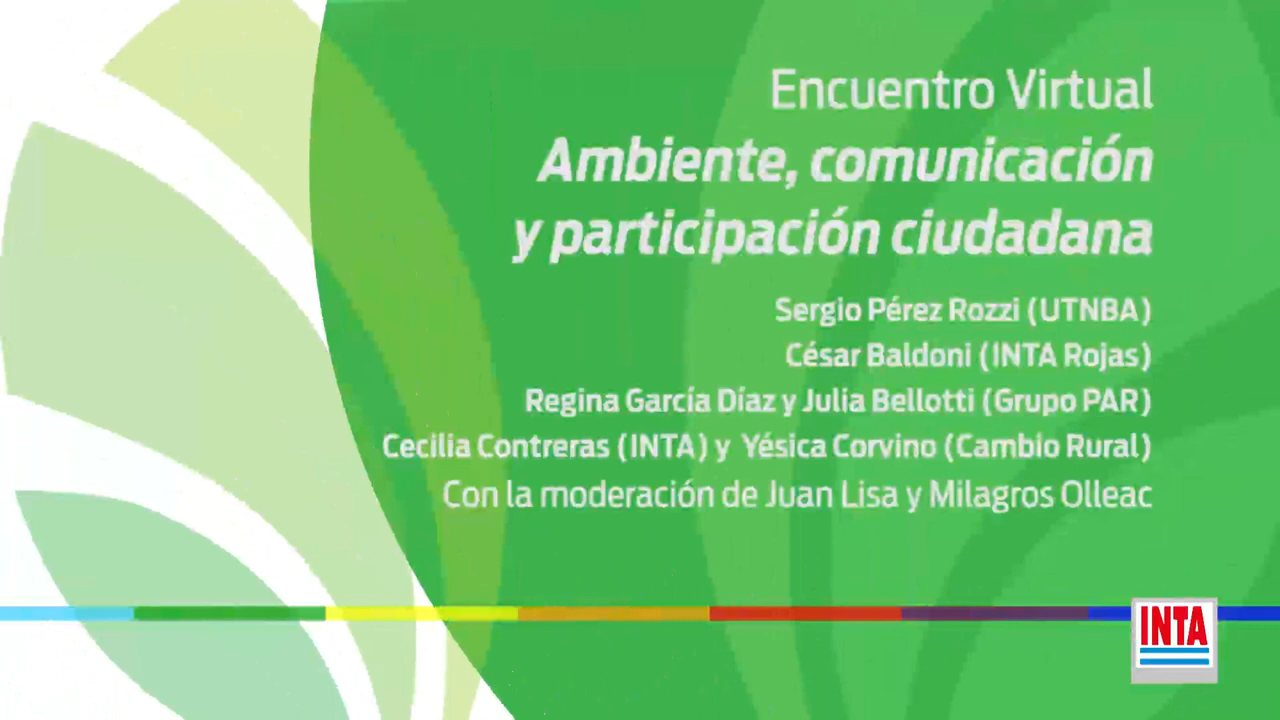 Encuentro Virtual
Ambiente, comunicación
y participación ciudadana
Sergio Pérez Rozzi (UTNBA)
César Baldoni (INTA Rojas)
Regina García Díaz y Julia Bellotti (Grupo PAR)
Cecilia Contreras (INTA) y Yésica Corvino (Cambio Rural)
Con la moderación de Juan Lisa y Milagros Olleac
INTA